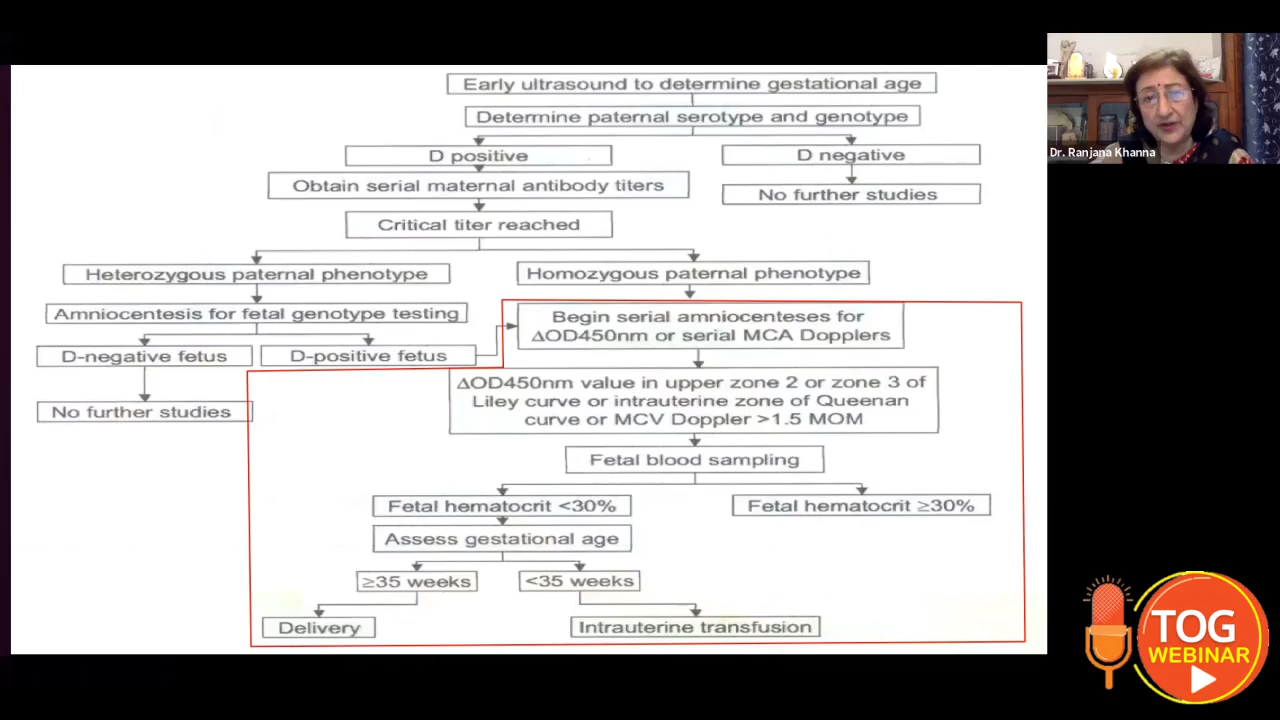 Early ultrasound to determine gestational age
Determine paternal serotype and genotype
D positive
D negative
Obtain serial maternal antibody titers
No further studies
Critical titer reached
Heterozygous paternal phenotype
Homozygous paternal phenotype
Amniocentesis for fetal genotype testing
Begin serial amniocenteses for
ΔOD450nm or serial MCA Dopplers
D-negative fetus
D-positive fetus
No further studies
ΔOD450nm value in upper zone 2 or zone 3 of
Liley curve or intrauterine zone of Queenan
curve or MCV Doppler >1.5 MOM
Fetal blood sampling
Fetal hematocrit <30%
Fetal hematocrit ≥30%
Assess gestational age
≥35 weeks
<35 weeks
Delivery
Intrauterine transfusion
Dr. Ranjana Khanna
TOG
WEBINAR